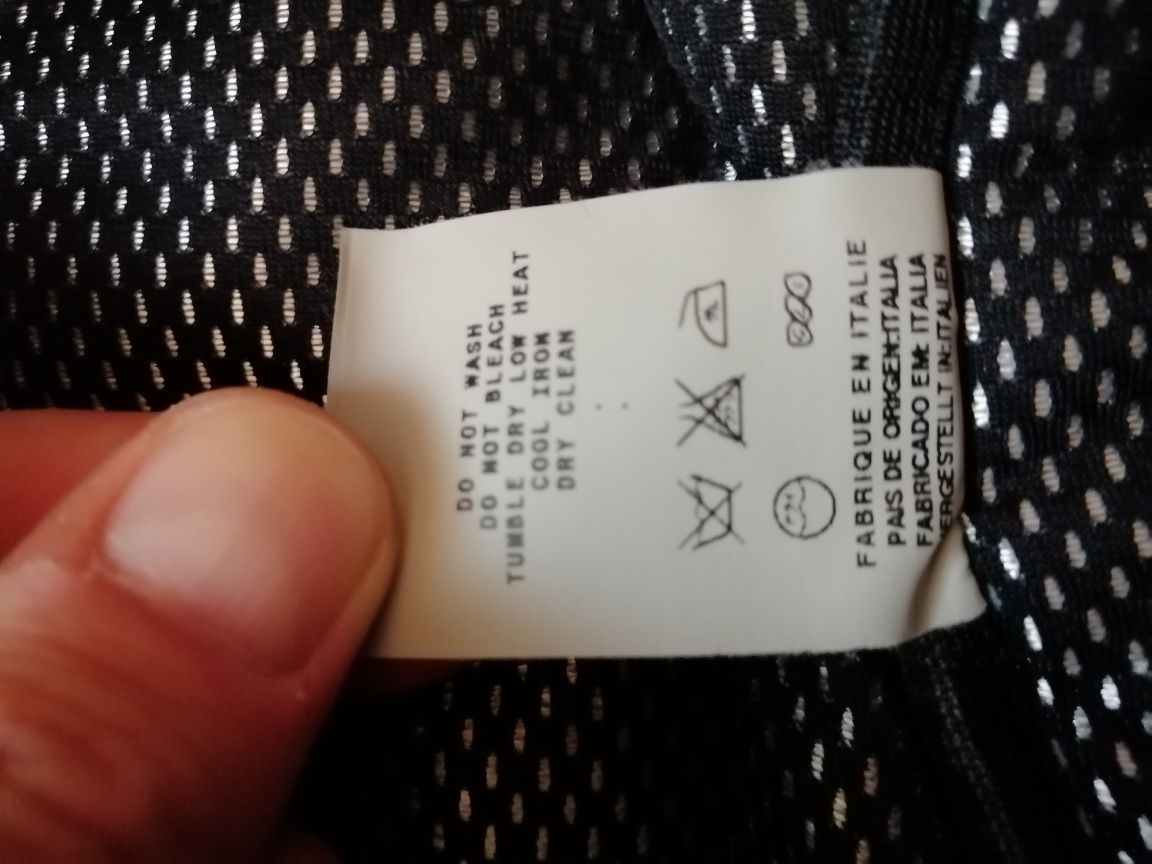 DO NOT WASH
DO NOT BLEACH
TUMBLE DRY LOW HEAT
COOL IRON
DRY CLEAN
FABRIQUE EN ITALIE
PAIS DE ORIGEN:ITALIA
FABRICADO EM: ITALIA
ERGESTELLT IN:ITALIEN